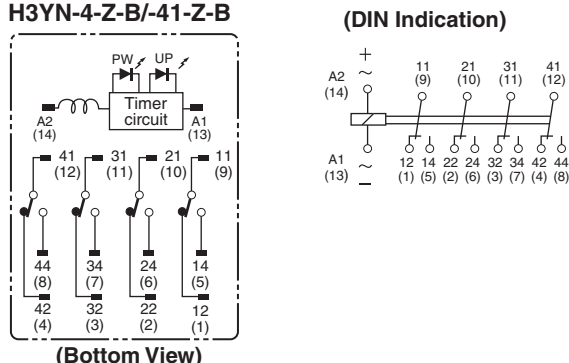 H3YN-4-Z-B/-41-Z-B
PW UP
Timer
circuit
A2
(14)
A1
(13)
41 31 21 11
(12) (11) (10) (9)
44 34 24 14
(8) (7) (6) (5)
42 32 22 12
(4) (3) (2) (1)
(Bottom View)
(DIN Indication)
+
~
A2
(14)
11 21 31 41
(9) (10) (11) (12)
A1
(13)
~
–
12 14 22 24 32 34 42 44
(1) (5) (2) (6) (3) (7) (4) (8)